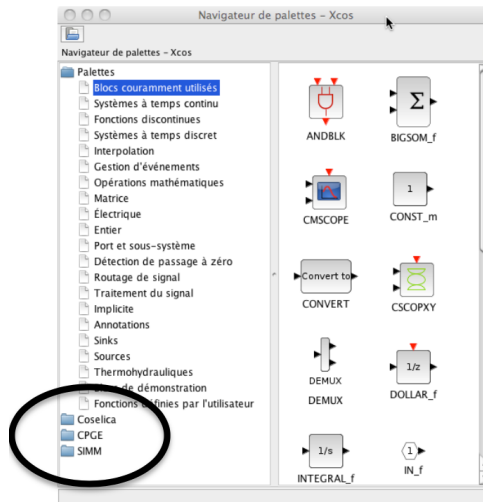 Navigateur de palettes – Xcos
Navigateur de palettes – Xcos
Palettes
Blocs couramment utilisés
Systèmes à temps continu
Fonctions discontinues
Systèmes à temps discret
Interpolation
Gestion d'événements
Opérations mathématiques
Matrice
Électrique
Entier
Port et sous-système
Détection de passage à zéro
Routage de signal
Traitement du signal
Implicite
Annotations
Sinks
Sources
Thermohydrauliques
de démonstration
Fonctions définies par l'utilisateur
Coselica
CPGE
SIMM
ANDBLK
Σ
BIGSOM_f
CMSCOPE
1
CONST_m
Convert to
CONVERT
CSCOPXY
DEMUX
DEMUX
1/z
DOLLAR_f
1/s
INTEGRAL_f
1
IN_f